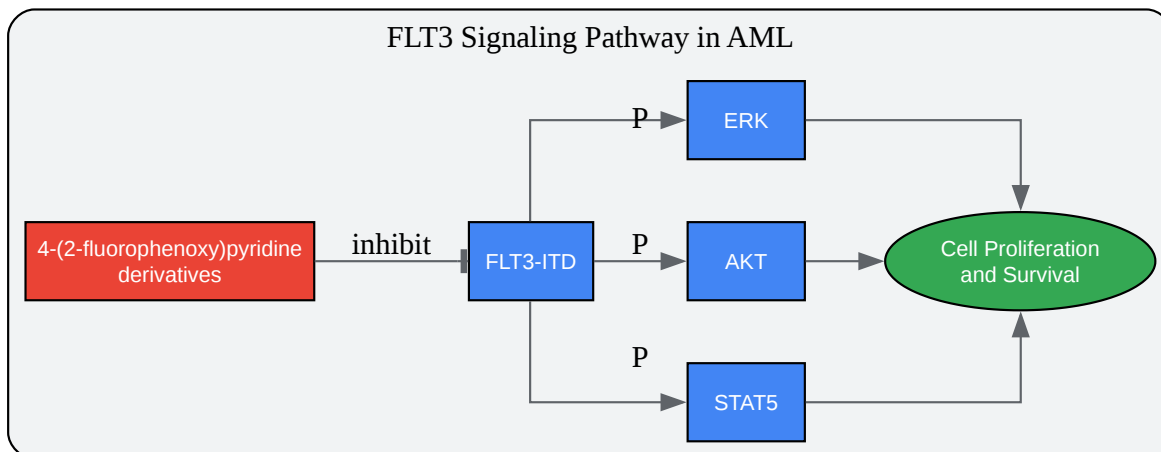 FLT3 Signaling Pathway in AML
P
ERK
4-(2-fluorophenoxy)pyridine
derivatives
inhibit
FLT3-ITD
P
AKT
Cell Proliferation
and Survival
P
STAT5